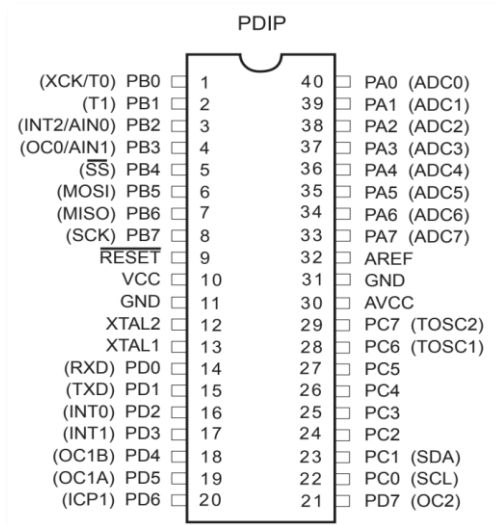 PDIP
(XCK/T0) PB0 1 40 PA0 (ADC0)
(T1) PB1 2 39 PA1 (ADC1)
(INT2/AIN0) PB2 3 38 PA2 (ADC2)
(OC0/AIN1) PB3 4 37 PA3 (ADC3)
(SS) PB4 5 36 PA4 (ADC4)
(MOSI) PB5 6 35 PA5 (ADC5)
(MISO) PB6 7 34 PA6 (ADC6)
(SCK) PB7 8 33 PA7 (ADC7)
RESET 9 32 AREF
VCC 10 31 GND
GND 11 30 AVCC
XTAL2 12 29 PC7 (TOSC2)
XTAL1 13 28 PC6 (TOSC1)
(RXD) PD0 14 27 PC5
(TXD) PD1 15 26 PC4
(INT0) PD2 16 25 PC3
(INT1) PD3 17 24 PC2
(OC1B) PD4 18 23 PC1 (SDA)
(OC1A) PD5 19 22 PC0 (SCL)
(ICP1) PD6 20 21 PD7 (OC2)